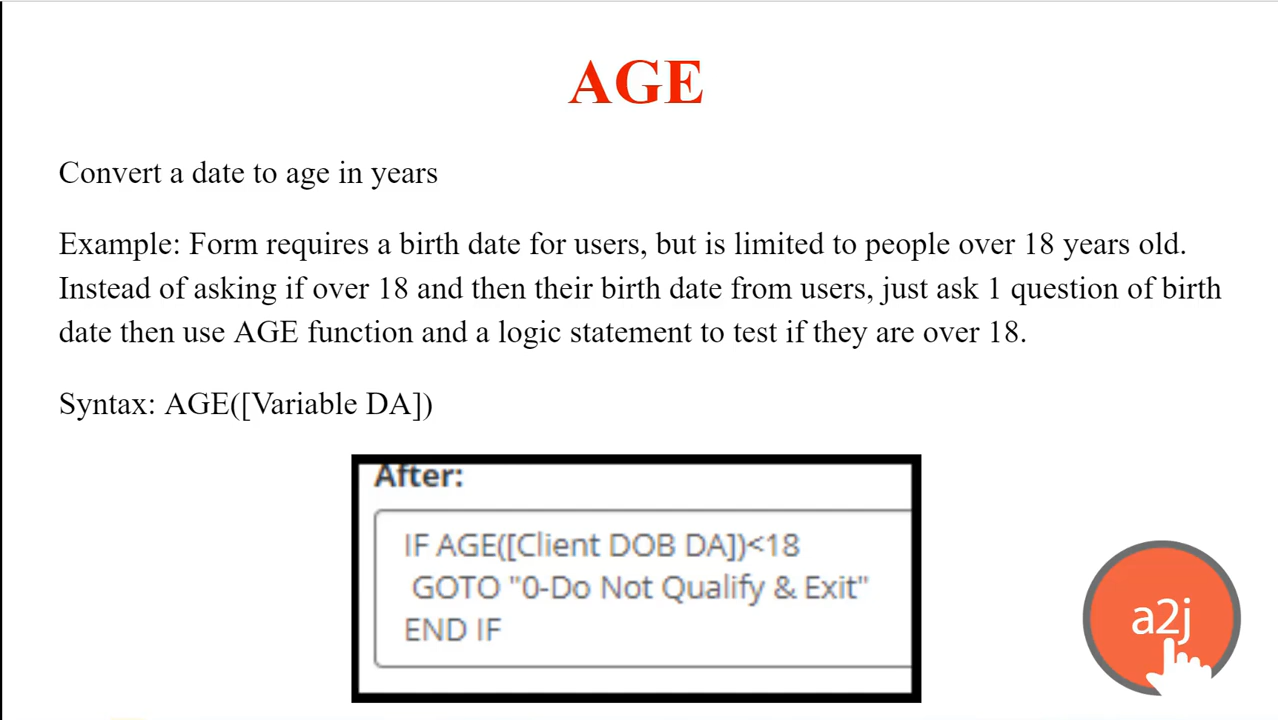 AGE
Convert a date to age in years
Example: Form requires a birth date for users, but is limited to people over 18 years old.
Instead of asking if over 18 and then their birth date from users, just ask 1 question of birth
date then use AGE function and a logic statement to test if they are over 18.
Syntax: AGE([Variable DA])
After:
IF AGE([Client DOB DA])<18
GOTO "0-Do Not Qualify & Exit"
END IF
a2j